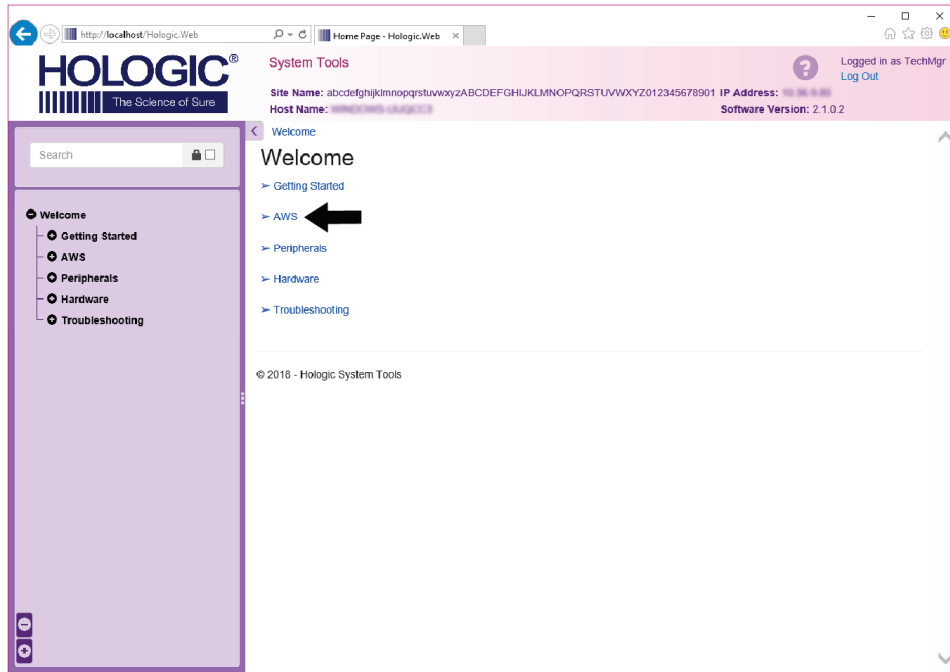 http://localhost/Hologic.Web
Home Page - Hologic.Web
HOLOGIC®
The Science of Sure
System Tools
Logged in as TechMgr
Log Out
Site Name: abcdefghijklmnopqrstuvwxyzABCDEFGHIJKLMNOPQRSTUVWXYZ012345678901 IP Address:
Host Name:
Software Version: 2.1.0.2
Search
Welcome
Getting Started
AWS
Peripherals
Hardware
Troubleshooting
Welcome
Welcome
Getting Started
AWS
Peripherals
Hardware
Troubleshooting
© 2018 - Hologic System Tools